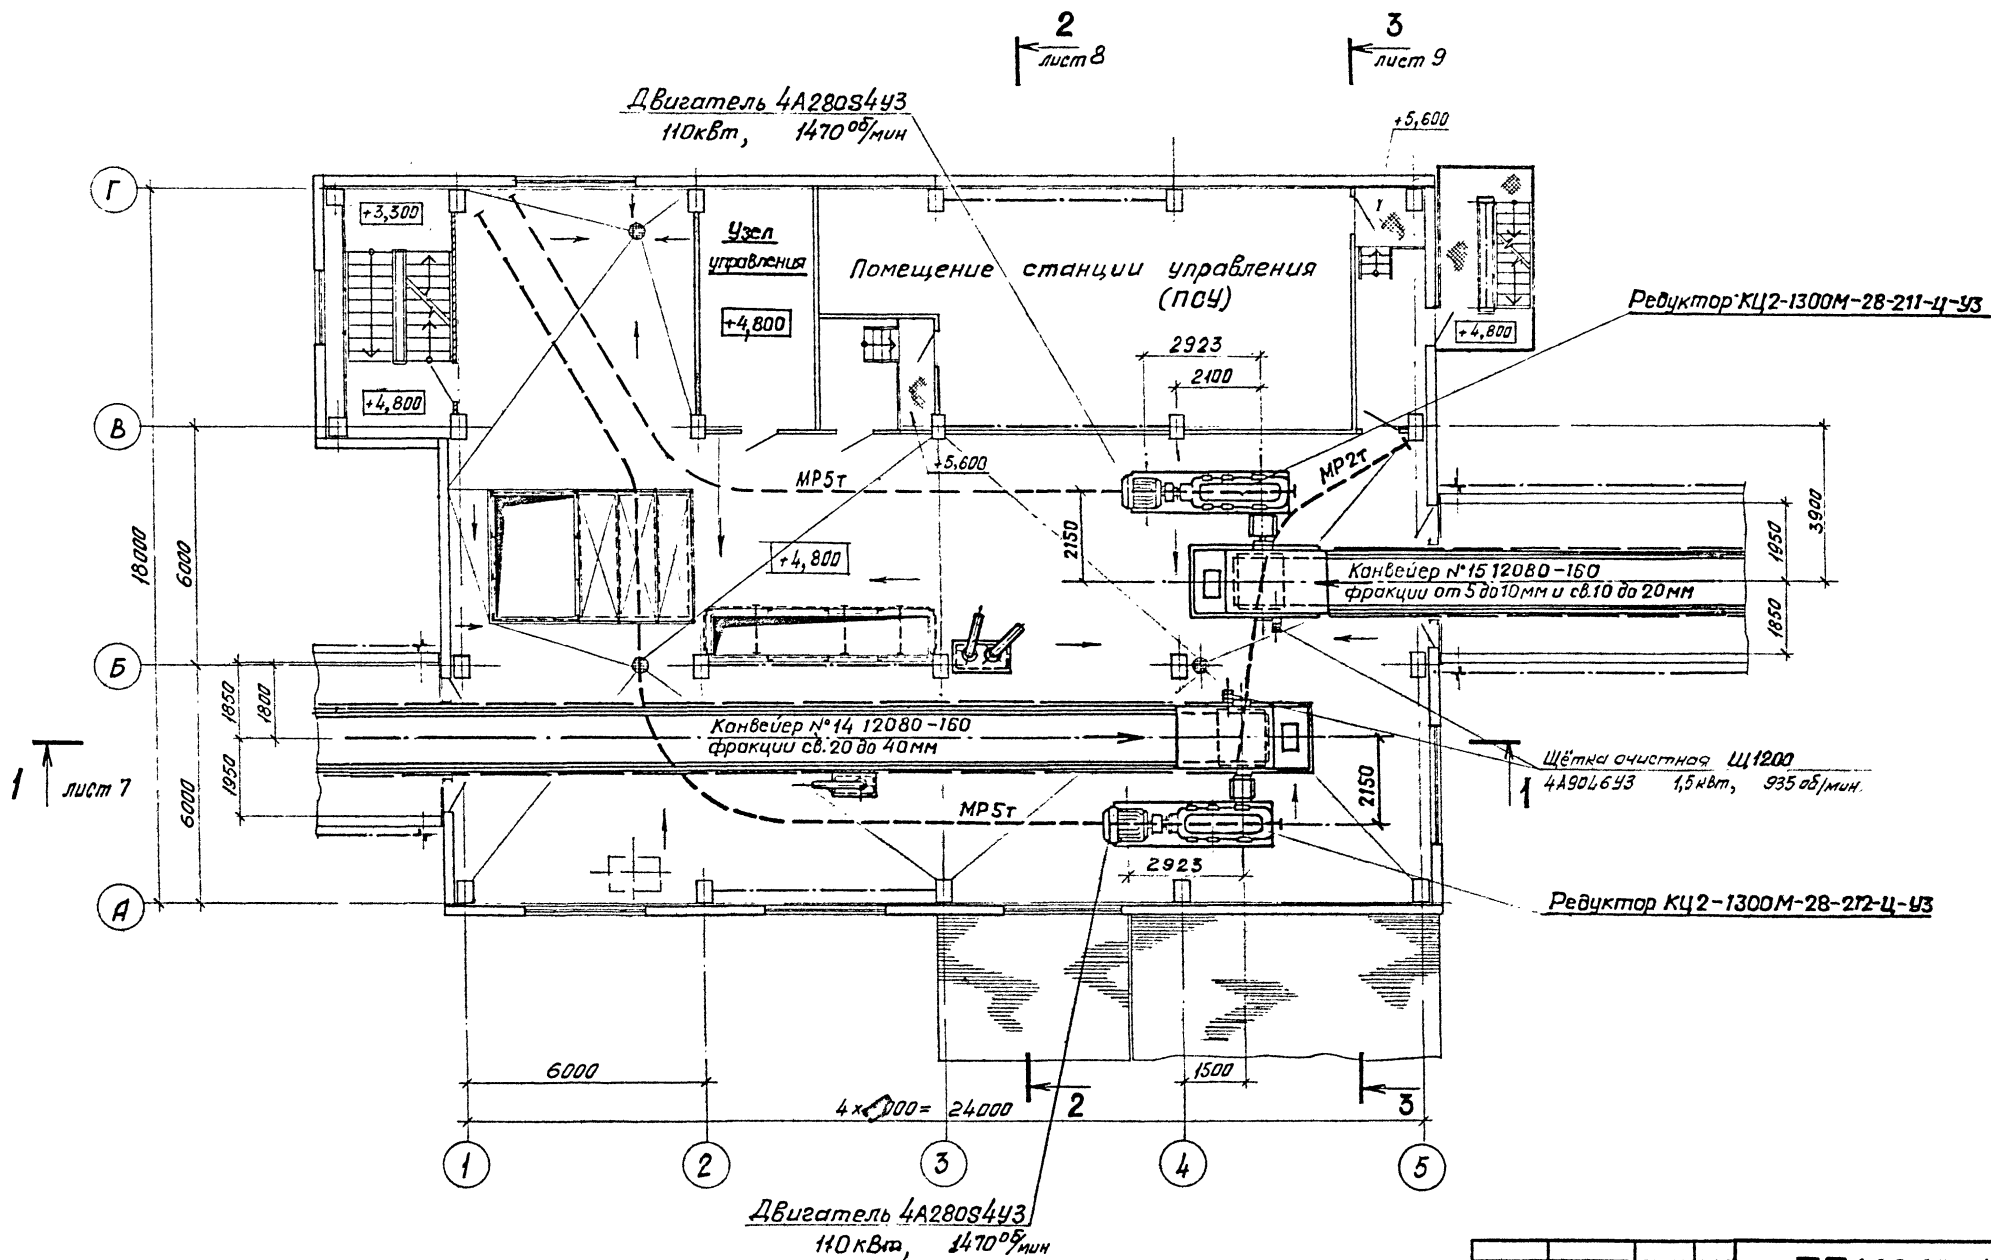 2
лист 8
3
лист 9
Двигатель 4А280S4У3
110кВт, 1470 об/мин
+5,600
Г
+3,300
Узел
управления
Помещение станции управления
(ПСУ)
+4,800
Редуктор КЦ2-1300М-28-211-Ц-У3
+4,800
2923
2100
+4,800
В
+5,600
МР5т
МР2т
2150
3900
1950
1850
18000
6000
+4,800
Конвейер №15 12080-160
фракции от 5 до 10мм и св.10 до 20мм
Б
1850
1800
1950
6000
Конвейер №14 12080-160
фракции св.20 до 40мм
1
лист 7
Щётка очистная Щ1200
4А90L6У3 1,5кВт, 935 об/мин.
1
2150
МР5т
2923
А
Редуктор КЦ2-1300М-28-212-Ц-У3
6000
1500
2
3
000= 24000
1
2
3
4
5
Двигатель 4А280S4У3
110кВт, 1470 об/мин